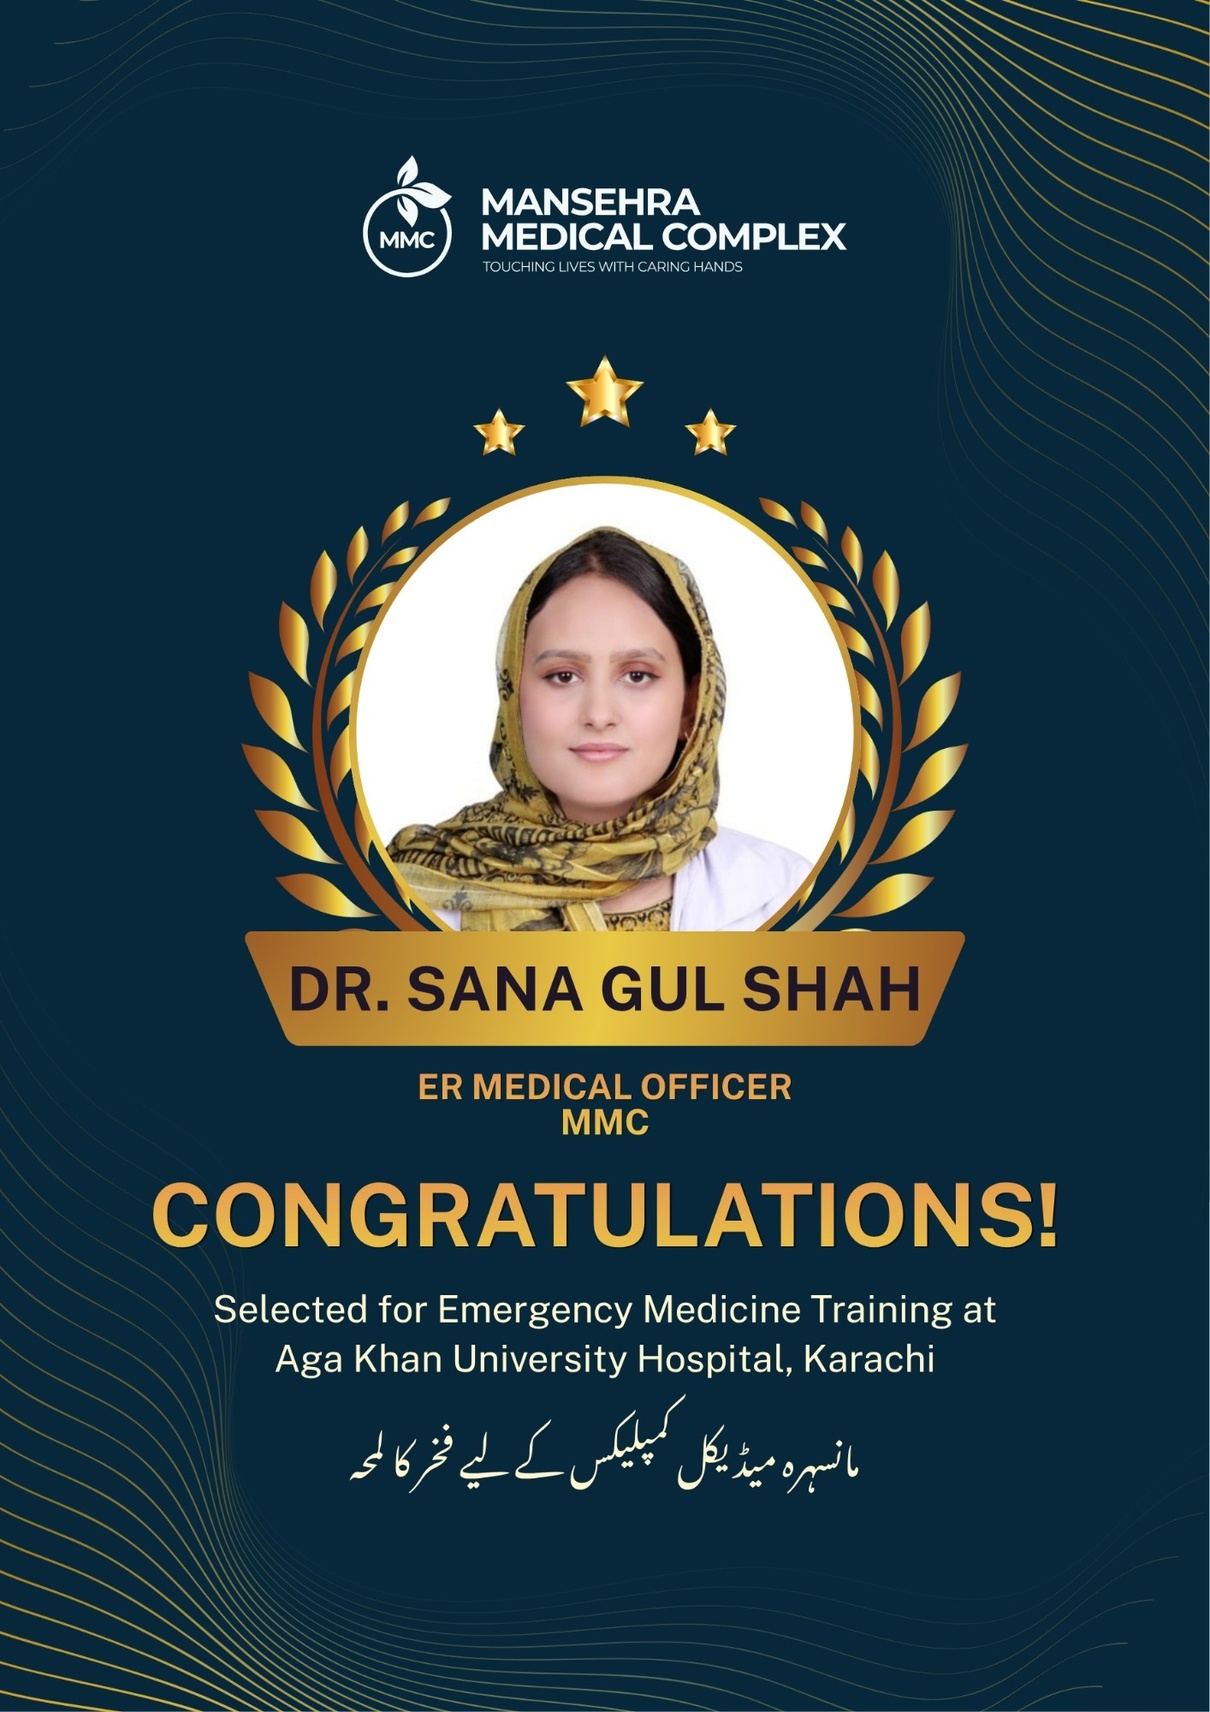 MMC
MANSEHRA
MEDICAL COMPLEX
TOUCHING LIVES WITH CARING HANDS
DR. SANA GUL SHAH
ER MEDICAL OFFICER
MMC
CONGRATULATIONS!
Selected for Emergency Medicine Training at
Aga Khan University Hospital, Karachi
مانسہرہ میڈیکل کمپلیکس کے لیے فخر کا لمحہ